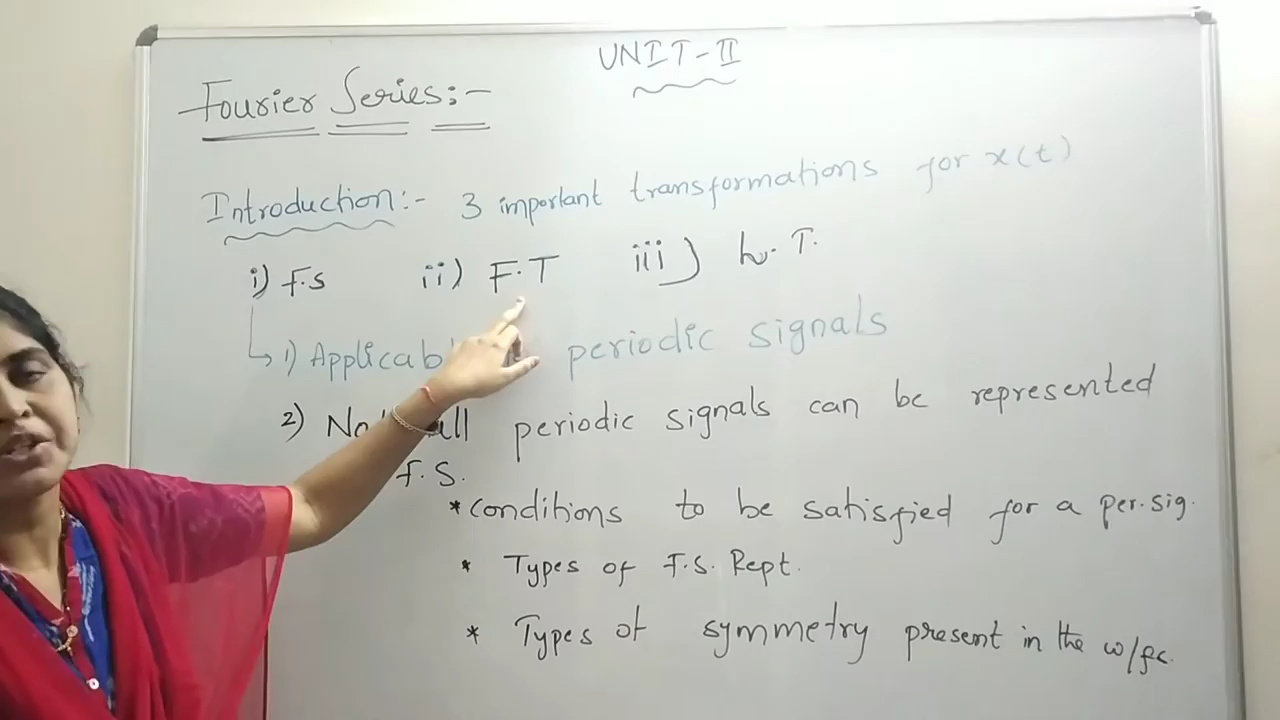 UNIT-II
Fourier Series:-
Introduction:- 3 important transformations for x(t)
i) F.S ii) F.T iii) L.T.
1) Applicab periodic signals
2) No all periodic signals can be represented
F.S.
*conditions to be satisfied for a per.sig.
* Types of F.S. Rept.
* Types of symmetry present in the w/fs.